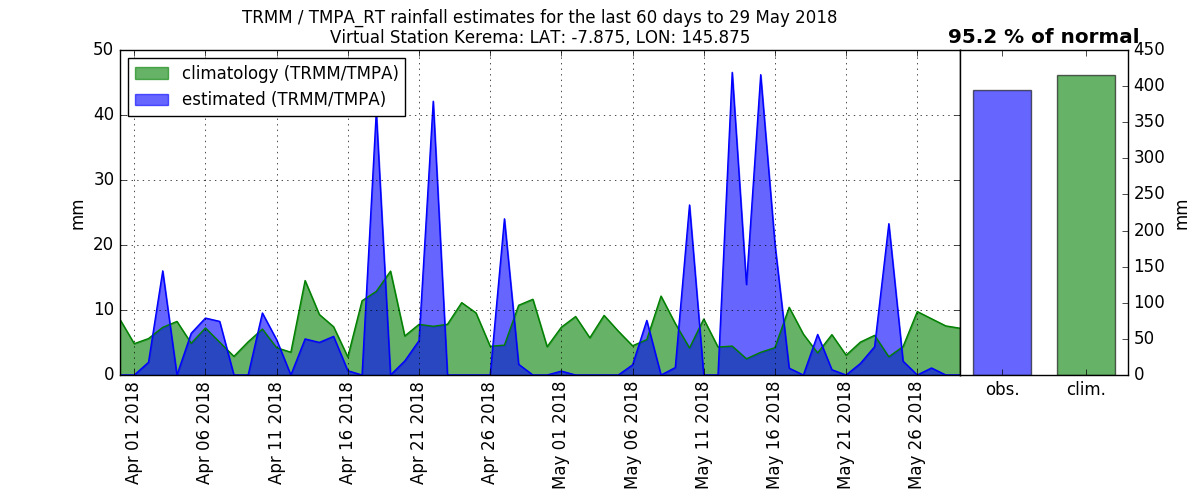 TRMM / TMPA_RT rainfall estimates for the last 60 days to 29 May 2018
Virtual Station Kerema: LAT: -7.875, LON: 145.875
95.2 % of normal
climatology (TRMM/TMPA)
estimated (TRMM/TMPA)
50
40
30
20
10
0
mm
Apr 01 2018
Apr 06 2018
Apr 11 2018
Apr 16 2018
Apr 21 2018
Apr 26 2018
May 01 2018
May 06 2018
May 11 2018
May 16 2018
May 21 2018
May 26 2018
obs.
clim.
450
400
350
300
250
200
150
100
50
0
mm